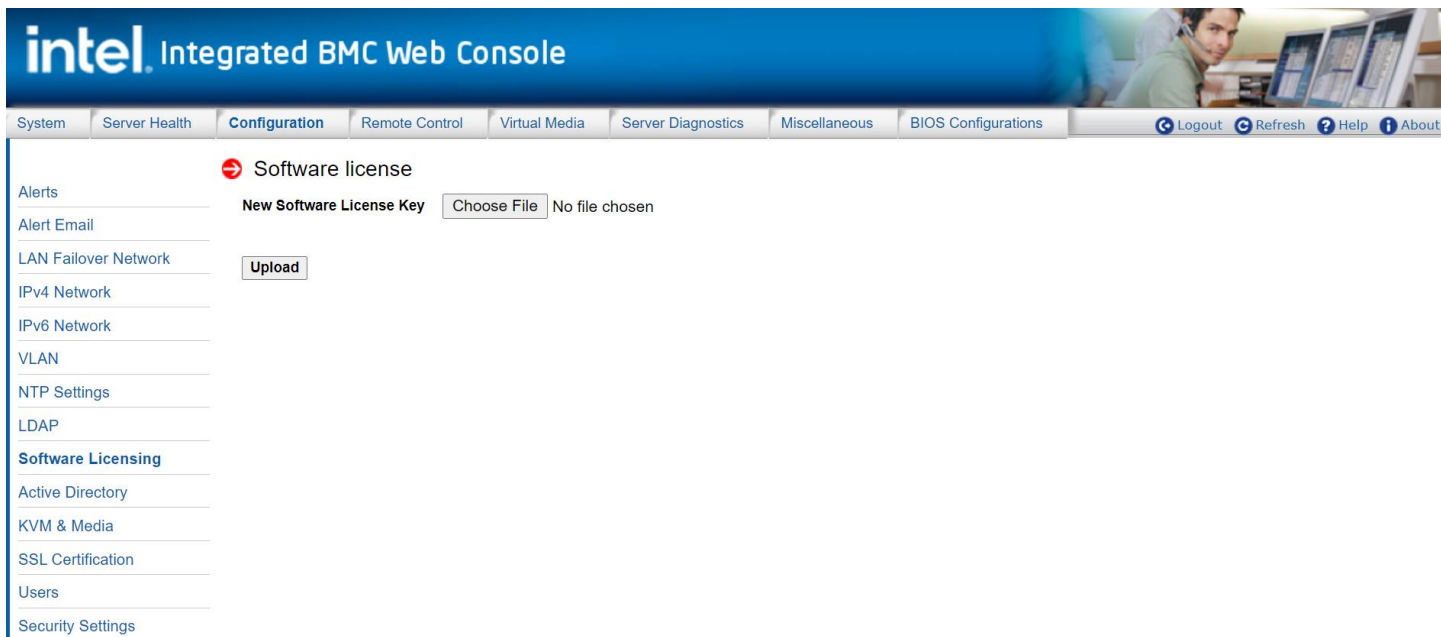 intel. Integrated BMC Web Console
System Server Health Configuration Remote Control Virtual Media Server Diagnostics Miscellaneous BIOS Configurations Logout Refresh Help About
Software license
New Software License Key Choose File No file chosen
Upload
Alerts
Alert Email
LAN Failover Network
IPv4 Network
IPv6 Network
VLAN
NTP Settings
LDAP
Software Licensing
Active Directory
KVM & Media
SSL Certification
Users
Security Settings